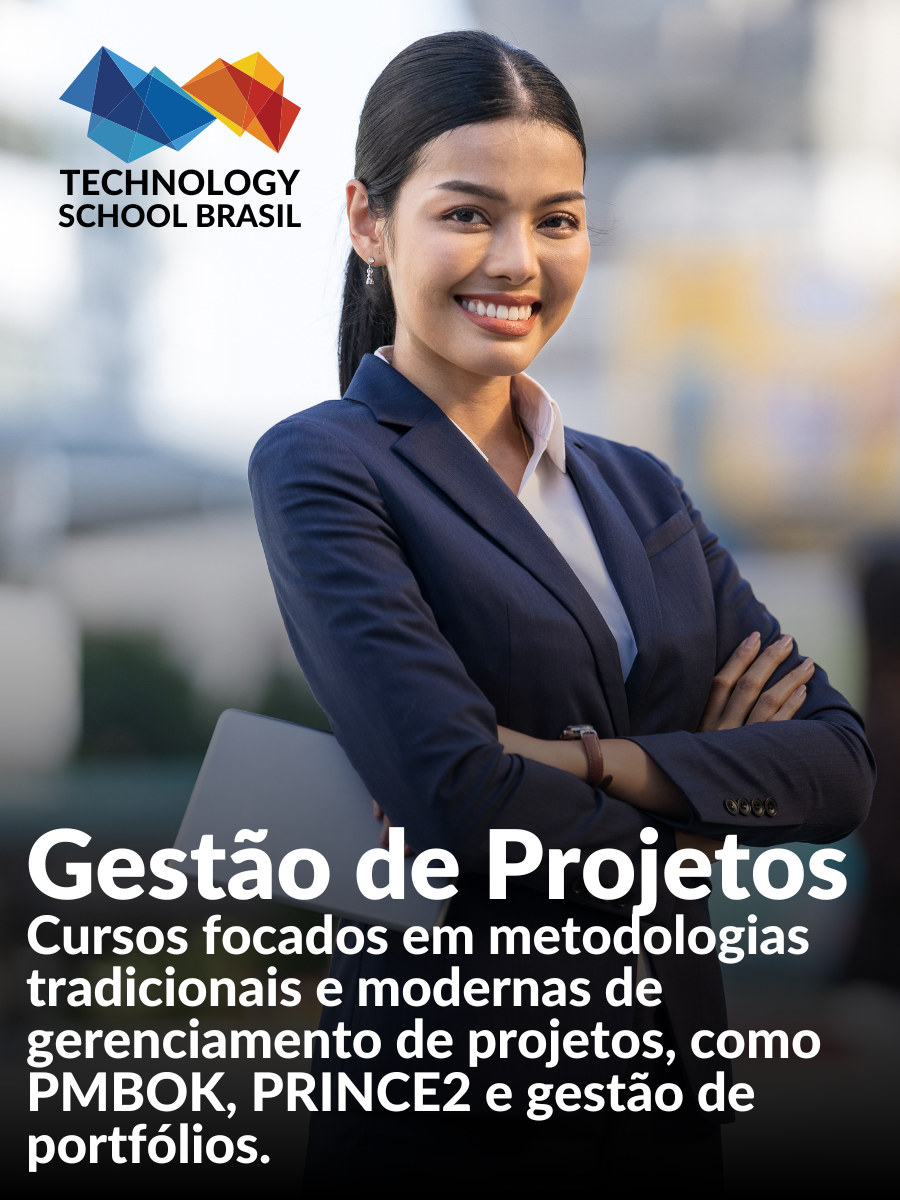 TECHNOLOGY
SCHOOL BRASIL
Gestão de Projetos
Cursos focados em metodologias
tradicionais e modernas de
gerenciamento de projetos, como
PMBOK, PRINCE2 e gestão de
portfólios.